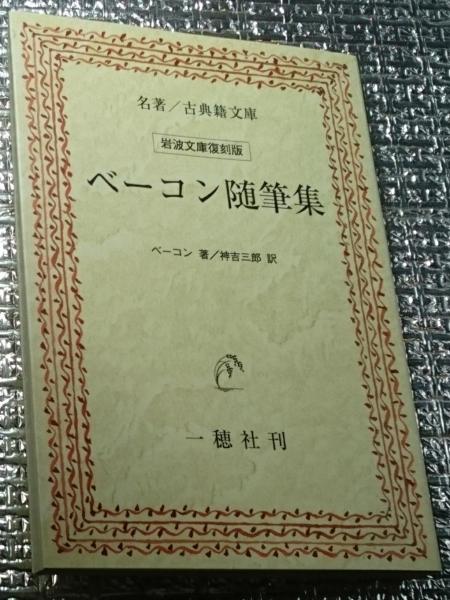 名著/古典籍文庫
岩波文庫復刻版
ベーコン随筆集
ベーコン 著/神吉三郎 訳
一穂社刊